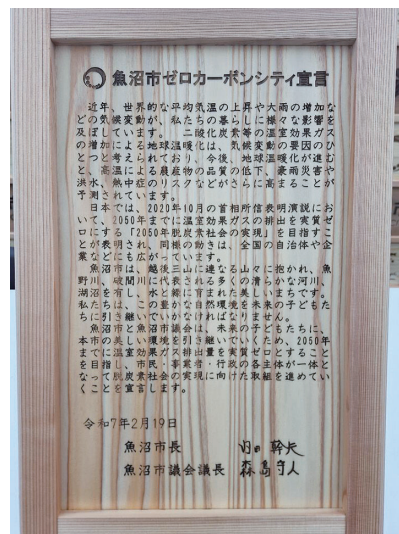 魚沼市ゼロカーボンシティ宣言
近年、世界的な平均気温の上昇や大雨の増加な
どの気候変動が、私たちの暮らしに様々な影響を
及ぼしています。 二酸化炭素等の温室効果ガス
の増加による地球温暖化は、気候変動の要因のひ
とつと考えられており、今後、地球温暖化が進む
と、高温による農産物の品質の低下、豪雨災害や
洪水、熱中症のリスクなどがさらに高まることが
予測されています。
日本では、2020年10月の首相所信表明演説にお
いて、2050年までに温室効果ガスの排出を実質ゼ
ロにする「2050年脱炭素社会の実現」を目指すこ
とが表明され、同様の動きは、全国の自治体や企
業などにも広がっています。
魚沼市は、越後三山に連なる山々に抱かれ、魚
野川、破間川に代表される多くの清らかな河川、
湖沼を有し、水と緑に育まれた美しいまちです。
私たちは、この豊かな自然環境を未来の子どもた
ちに引き継いでいかなければなりません。
魚沼市と魚沼市議会は、未来の子どもたちに、
本市の美しい環境を引き継いでいくため、2050年
までに温室効果ガス排出量を実質ゼロとすること
を目指し、市民・事業者・行政の各主体が一体と
なって脱炭素社会の実現に向けた取組を進めてい
くことを宣言します。
令和7年2月19日
魚沼市長 内田 幹夫
魚沼市議会議長 森島守人